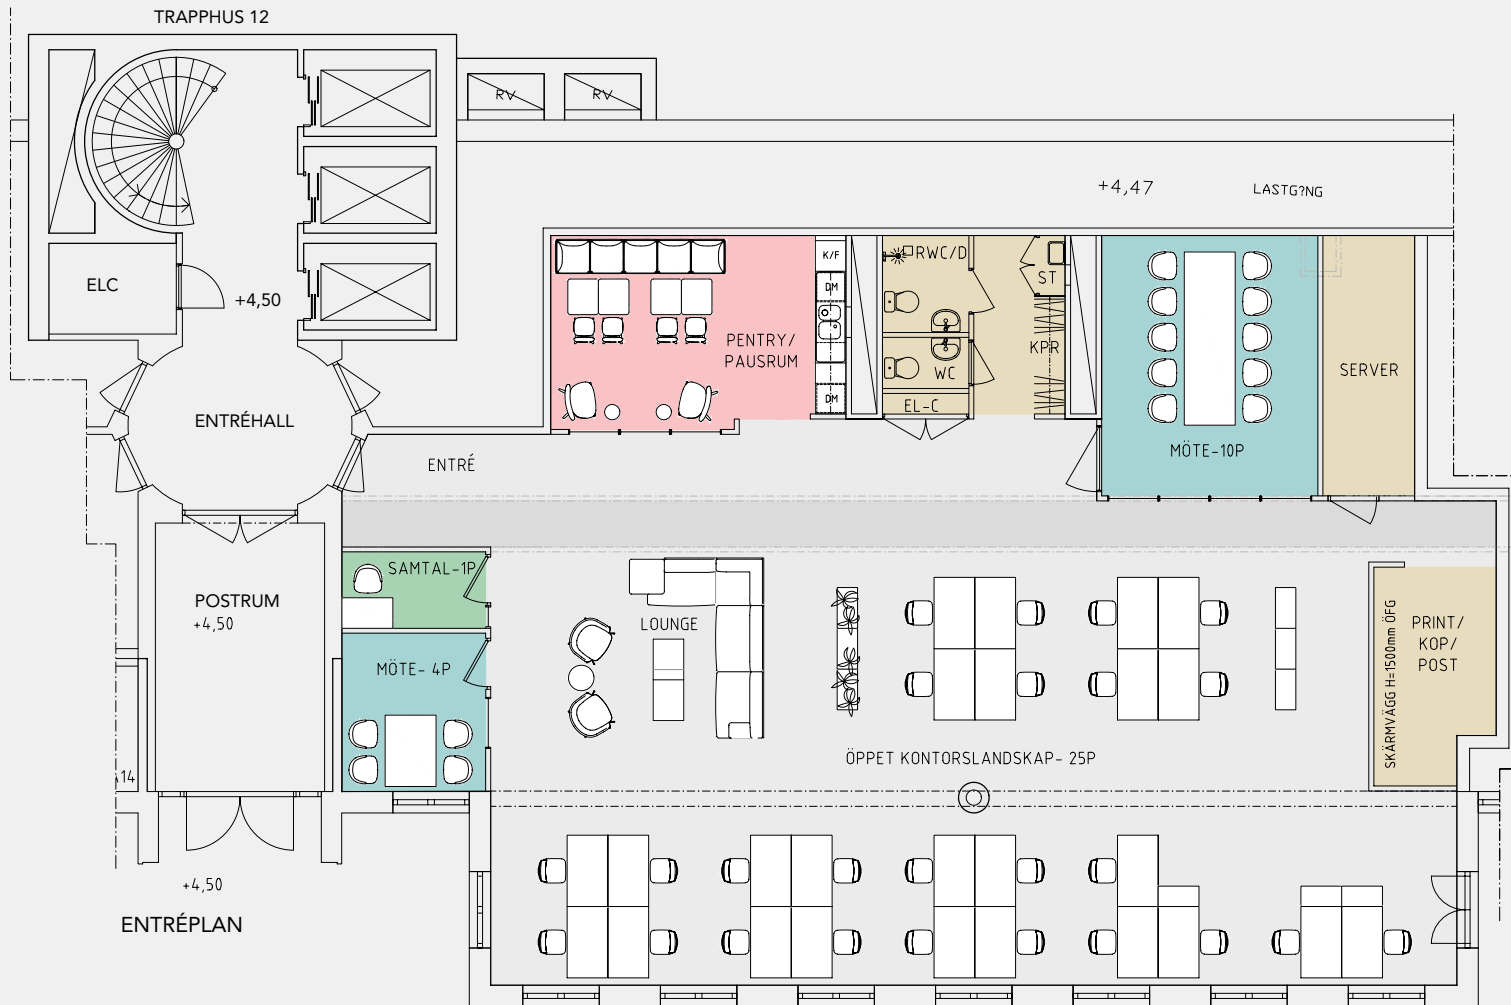 TRAPPHUS 12
RV
RV
+4,47
LASTG?NG
ELC
+4,50
K/F
DM
DM
PENTRY/
PAUSRUM
RWC/D
ST
KPR
WC
EL-C
SERVER
MÖTE-10P
ENTRÉHALL
ENTRÉ
SAMTAL-1P
POSTRUM
+4,50
LOUNGE
MÖTE- 4P
SKÄRMVÄGG H=1500mm ÖFG
PRINT/
KOP/
POST
ÖPPET KONTORSLANDSKAP- 25P
14
+4,50
ENTRÉPLAN